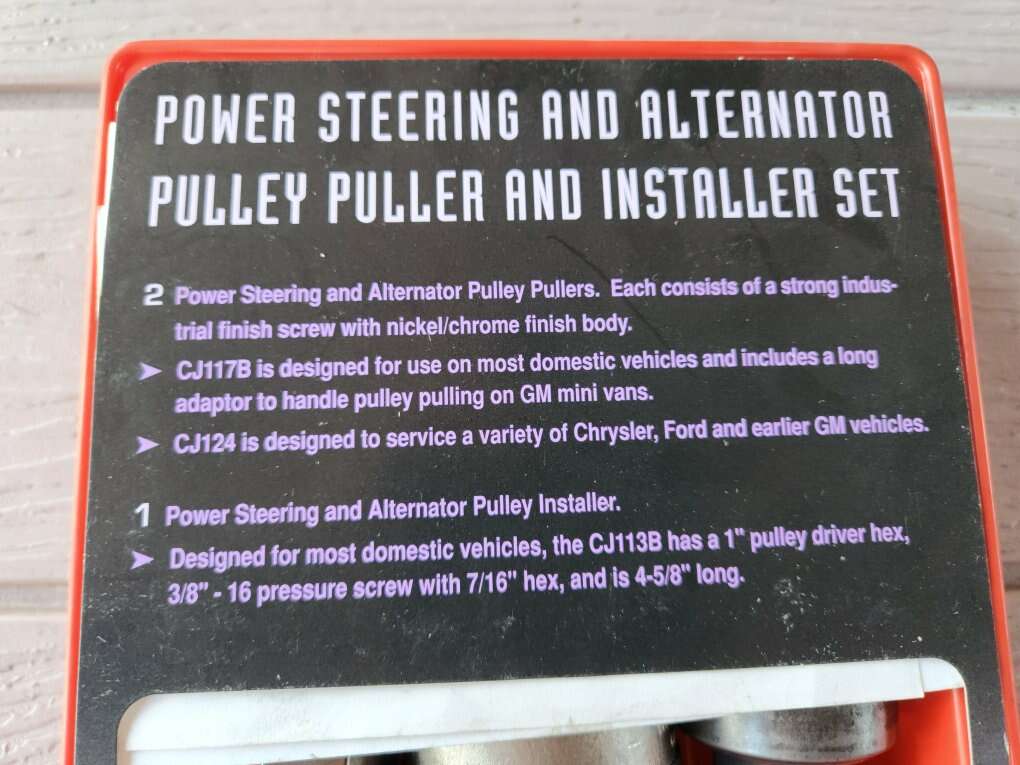 POWER STEERING AND ALTERNATOR
PULLEY PULLER AND INSTALLER SET
2 Power Steering and Alternator Pulley Pullers. Each consists of a strong indus-
trial finish screw with nickel/chrome finish body.
➤ CJ117B is designed for use on most domestic vehicles and includes a long
adaptor to handle pulley pulling on GM mini vans.
➤ CJ124 is designed to service a variety of Chrysler, Ford and earlier GM vehicles.
1 Power Steering and Alternator Pulley Installer.
➤ Designed for most domestic vehicles, the CJ113B has a 1" pulley driver hex,
3/8" - 16 pressure screw with 7/16" hex, and is 4-5/8" long.